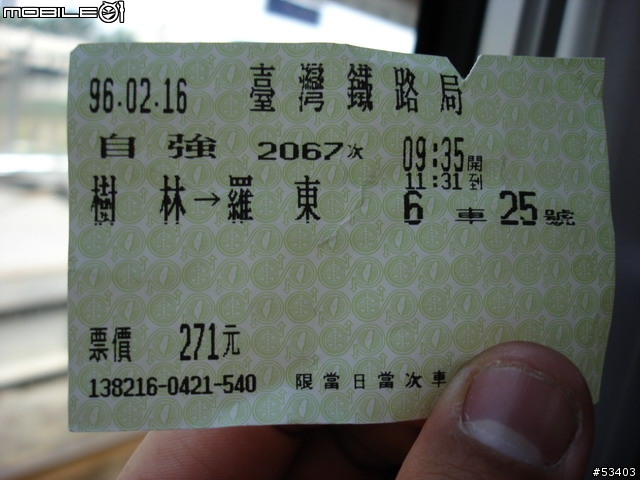 MOBILE01
96.02.16 臺灣鐵路局
自強 2067次 09:35開
11:31到
樹林→羅東 6車25號
票價 271元
138216-0421-540 限當日當次車
#53403